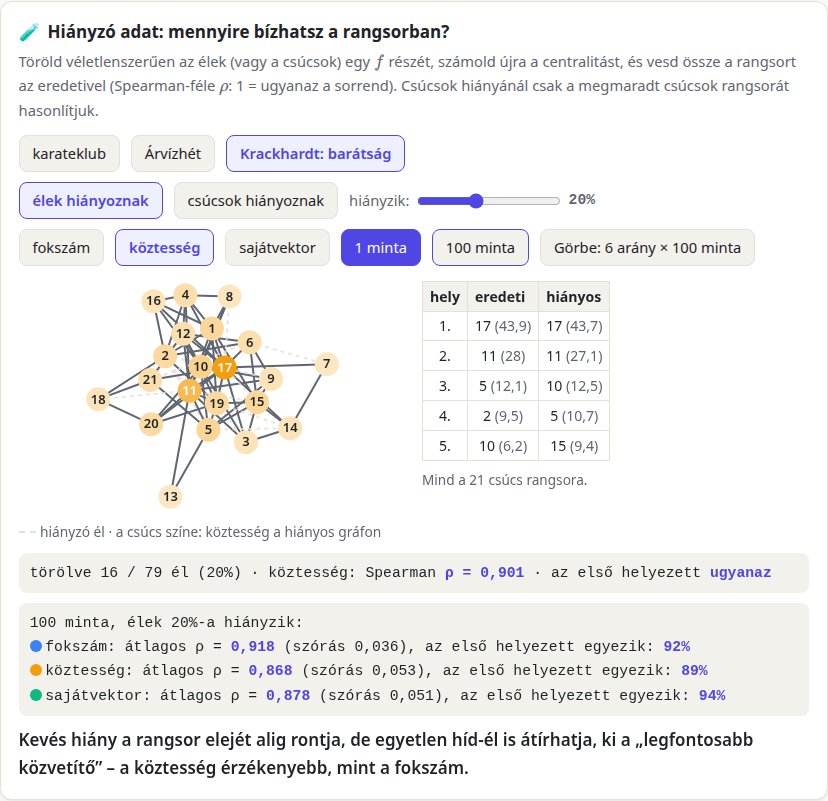 🧪 Hiányzó adat: mennyire bízhatsz a rangsorban?
Töröld véletlenszerűen az élek (vagy a csúcsok) egy f részét, számold újra a centralitást, és vesd össze a rangsort
az eredetivel (Spearman-féle ρ: 1 = ugyanaz a sorrend). Csúcsok hiányánál csak a megmaradt csúcsok rangsorát
hasonlítjuk.
karateklub Árvízhét Krackhardt: barátság
élek hiányoznak csúcsok hiányoznak hiányzik: 20%
fokszám köztesség sajátvektor 1 minta 100 minta Görbe: 6 arány × 100 minta
16 4 8
12 1 6
2 10 17 7
21 11 9
18 19 15
20 5 3 14
13
hely eredeti hiányos
1. 17 (43,9) 17 (43,7)
2. 11 (28) 11 (27,1)
3. 5 (12,1) 10 (12,5)
4. 2 (9,5) 5 (10,7)
5. 10 (6,2) 15 (9,4)
Mind a 21 csúcs rangsora.
hiányzó él · a csúcs színe: köztesség a hiányos gráfon
törölve 16 / 79 él (20%) · köztesség: Spearman ρ = 0,901 · az első helyezett ugyanaz
100 minta, élek 20%-a hiányzik:
fokszám: átlagos ρ = 0,918 (szórás 0,036), az első helyezett egyezik: 92%
köztesség: átlagos ρ = 0,868 (szórás 0,053), az első helyezett egyezik: 89%
sajátvektor: átlagos ρ = 0,878 (szórás 0,051), az első helyezett egyezik: 94%
Kevés hiány a rangsor elejét alig rontja, de egyetlen híd-él is átírhatja, ki a „legfontosabb
közvetítő” – a köztesség érzékenyebb, mint a fokszám.